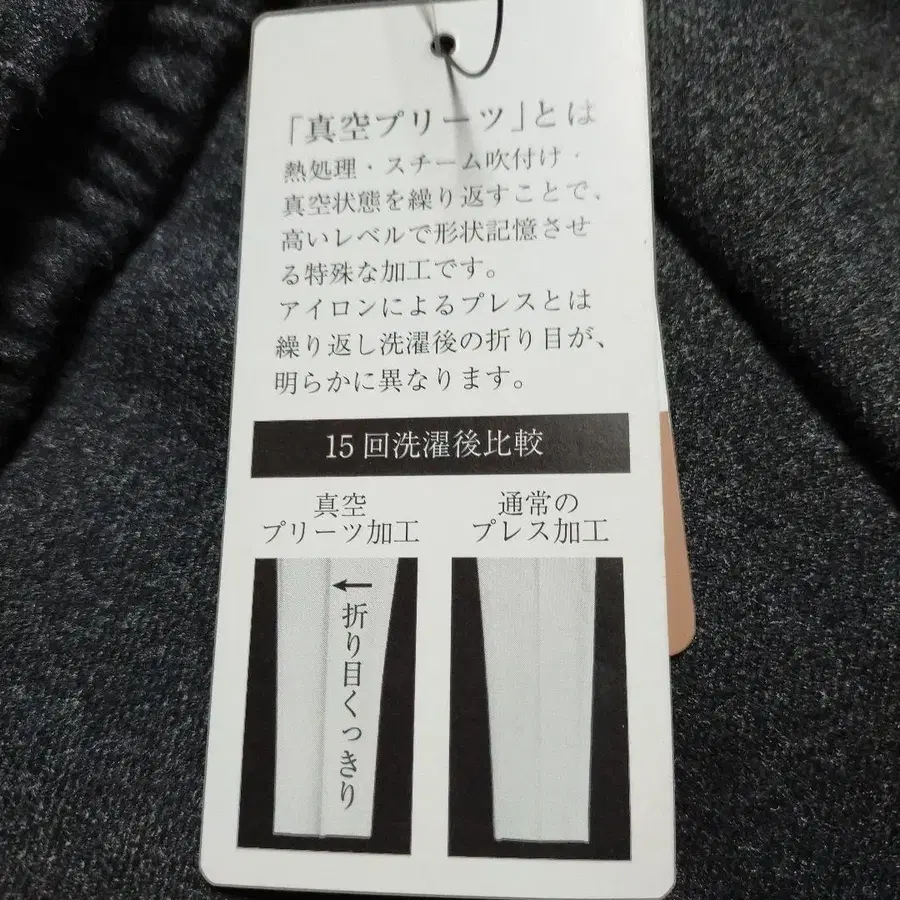 「真空プリーツ」とは
熱処理・スチーム吹付け・
真空状態を繰り返すことで、
高いレベルで形状記憶させ
る特殊な加工です。
アイロンによるプレスとは
繰り返し洗濯後の折り目が、
明らかに異なります。
15回洗濯後比較
真空
プリーツ加工
通常の
プレス加工
←折り目くっきり